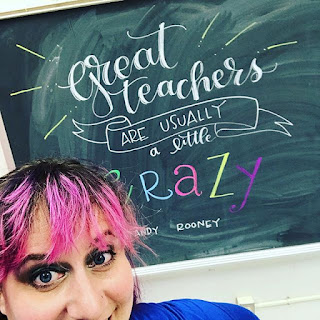 Great
teachers
ARE USUALLY
a little
CRaZy
ANDY ROONEY